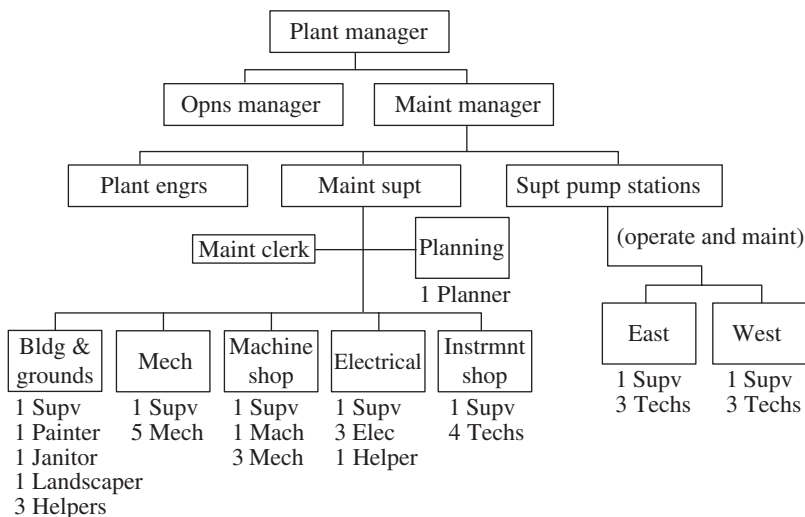 Plant manager
Opns manager
Maint manager
Plant engrs
Maint supt
Supt pump stations
Maint clerk
Planning
(operate and maint)
1 Planner
Bldg &
grounds
Mech
Machine
shop
Electrical
Instrmnt
shop
East
West
1 Supv
1 Painter
1 Janitor
1 Landscaper
3 Helpers
1 Supv
5 Mech
1 Supv
1 Mach
3 Mech
1 Supv
3 Elec
1 Helper
1 Supv
4 Techs
1 Supv
3 Techs
1 Supv
3 Techs